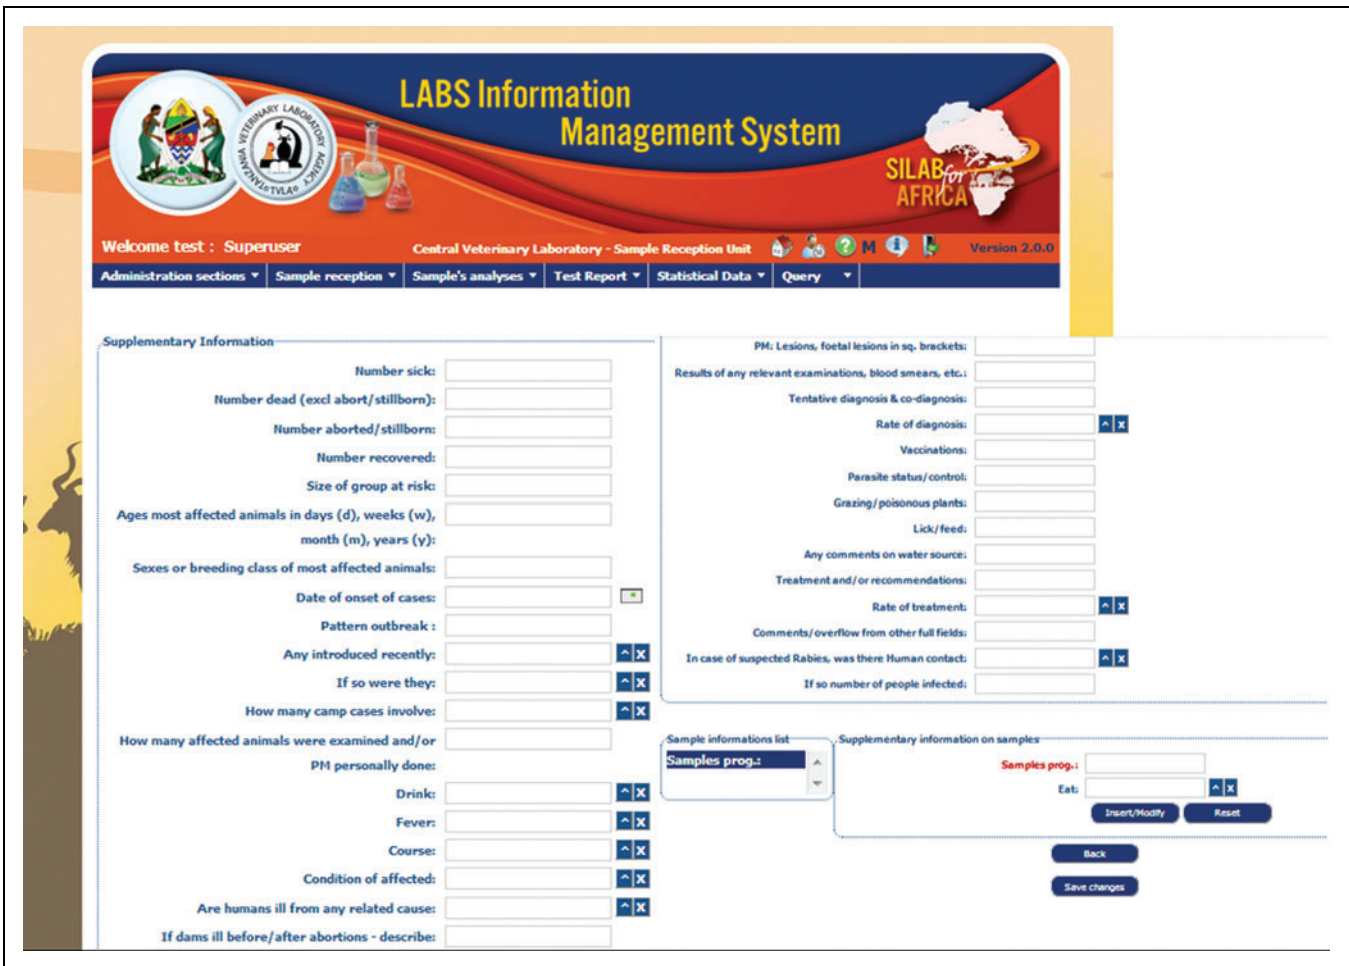 LABS Information
Management System
TANZANIA VETERINARY LABORATORY AGENCY
TVLA
SILAB for
AFRICA
Welcome test : Superuser
Central Veterinary Laboratory - Sample Reception Unit
M
Version 2.0.0
Administration sections
Sample reception
Sample's analyses
Test Report
Statistical Data
Query
Supplementary Information
Number sick:
Number dead (excl abort/stillborn):
Number aborted/stillborn:
Number recovered:
Size of group at risk:
Ages most affected animals in days (d), weeks (w),
month (m), years (y):
Sexes or breeding class of most affected animals:
Date of onset of cases:
Pattern outbreak :
Any introduced recently:
If so were they:
How many camp cases involve:
How many affected animals were examined and/or
PM personally done:
Drink:
Fever:
Course:
Condition of affected:
Are humans ill from any related cause:
If dams ill before/after abortions - describe:
PM: Lesions, foetal lesions in sq. brackets:
Results of any relevant examinations, blood smears, etc.:
Tentative diagnosis & co-diagnosis:
Rate of diagnosis:
Vaccinations:
Parasite status/control:
Grazing/poisonous plants:
Lick/feed:
Any comments on water source:
Treatment and/or recommendations:
Rate of treatment:
Comments/overflow from other full fields:
In case of suspected Rabies, was there Human contact:
If so number of people infected:
Sample informations list
Samples prog.:
Supplementary information on samples
Samples prog.:
Eat:
Insert/Modify
Reset
Back
Save changes